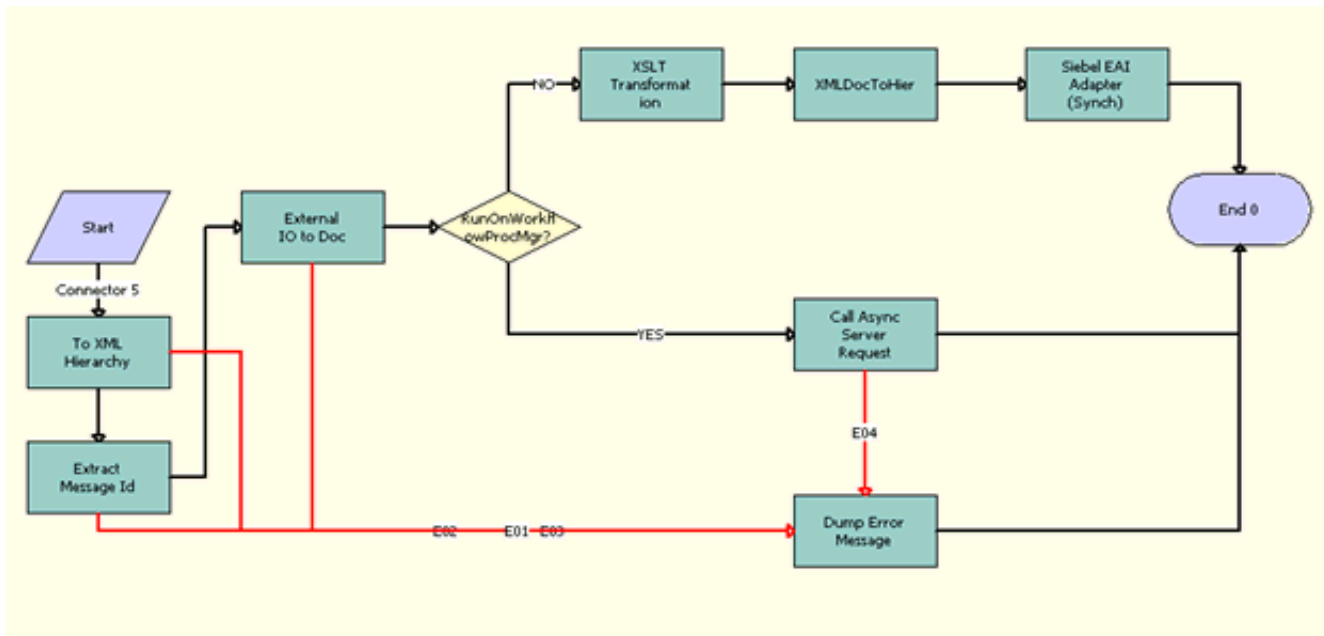 XSLT
Transformat
ion
XMLDocToHier
Siebel EAI
Adapter
(Synch)
NO
Start
External
IO to Doc
RunOnWorkfl
owProcMgr?
End 0
Connector 5
To XML
Hierarchy
YES
Call Async
Server
Request
E04
Extract
Message Id
E02
E01
E03
Dump Error
Message